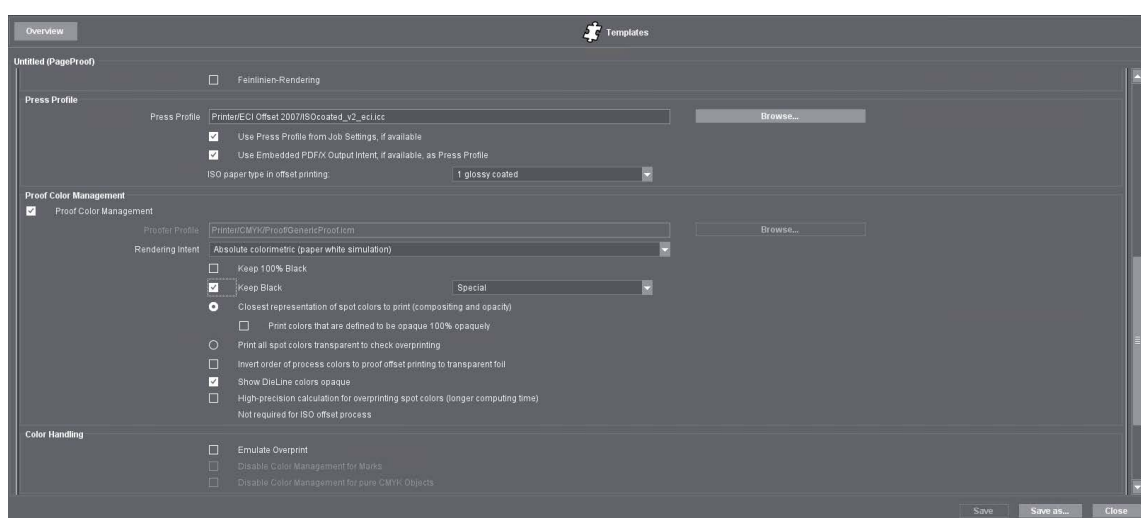 Overview
Templates
Untitled (PageProof)
Feinlinien-Rendering
Press Profile
Press Profile Printer/ECI Offset 2007/ISOcoated_v2_eci.icc Browse...
Use Press Profile from Job Settings, if available
Use Embedded PDF/X Output Intent, if available, as Press Profile
ISO paper type in offset printing: 1 glossy coated
Proof Color Management
Proof Color Management
Proofer Profile Printer/CMYK/Proof/GenericProof.icm Browse...
Rendering Intent Absolute colorimetric (paper white simulation)
Keep 100% Black
Keep Black Special
Closest representation of spot colors to print (compositing and opacity)
Print colors that are defined to be opaque 100% opaquely
Print all spot colors transparent to check overprinting
Invert order of process colors to proof offset printing to transparent foil
Show DieLine colors opaque
High-precision calculation for overprinting spot colors (longer computing time)
Not required for ISO offset process
Color Handling
Emulate Overprint
Disable Color Management for Marks
Disable Color Management for pure CMYK Objects
Save Save as... Close